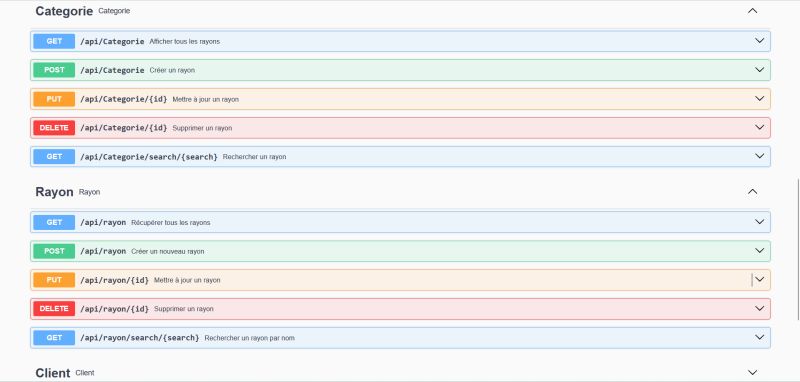 Categorie Categorie
GET /api/Categorie Afficher tous les rayons
POST /api/Categorie Créer un rayon
PUT /api/Categorie/{id} Mettre à jour un rayon
DELETE /api/Categorie/{id} Supprimer un rayon
GET /api/Categorie/search/{search} Rechercher un rayon
Rayon Rayon
GET /api/rayon Récupérer tous les rayons
POST /api/rayon Créer un nouveau rayon
PUT /api/rayon/{id} Mettre à jour un rayon
DELETE /api/rayon/{id} Supprimer un rayon
GET /api/rayon/search/{search} Rechercher un rayon par nom
Client Client